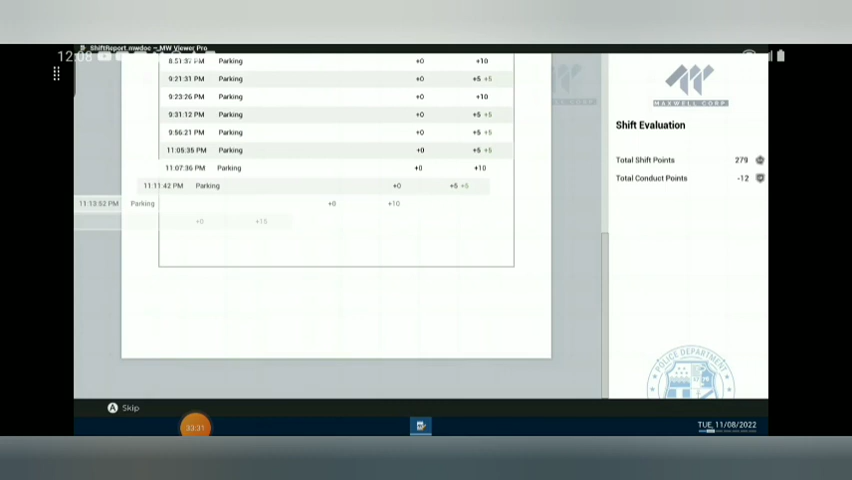 ShiftReport.mwdoc – MW Viewer Pro
12:08
8:51:37 PM Parking +0 +10
9:21:31 PM Parking +0 +5 +5
9:23:26 PM Parking +0 +10
9:31:12 PM Parking +0 +5 +5
9:56:21 PM Parking +0 +5 +5
11:05:35 PM Parking +0 +5 +5
11:07:36 PM Parking +0 +10
11:11:42 PM Parking +0 +5 +5
11:13:52 PM Parking +0 +10
+0 +15
MAXWELL CORP.
Shift Evaluation
Total Shift Points 279
Total Conduct Points -12
POLICE DEPARTMENT
A Skip
33:31
TUE, 11/08/2022